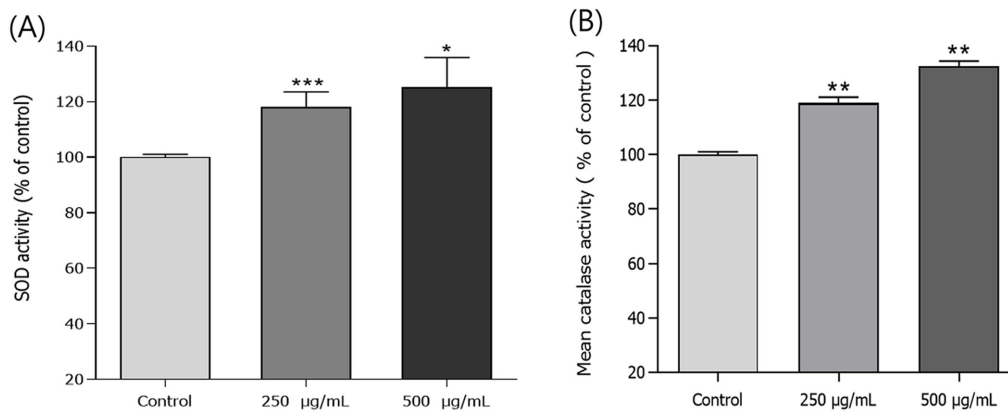 (A)
SOD activity (% of control)
140
120
100
80
60
40
20
***
*
Control
250 µg/mL
500 µg/mL
(B)
Mean catalase activity ( % of control )
140
120
100
80
60
40
20
**
**
Control
250 µg/mL
500 µg/mL